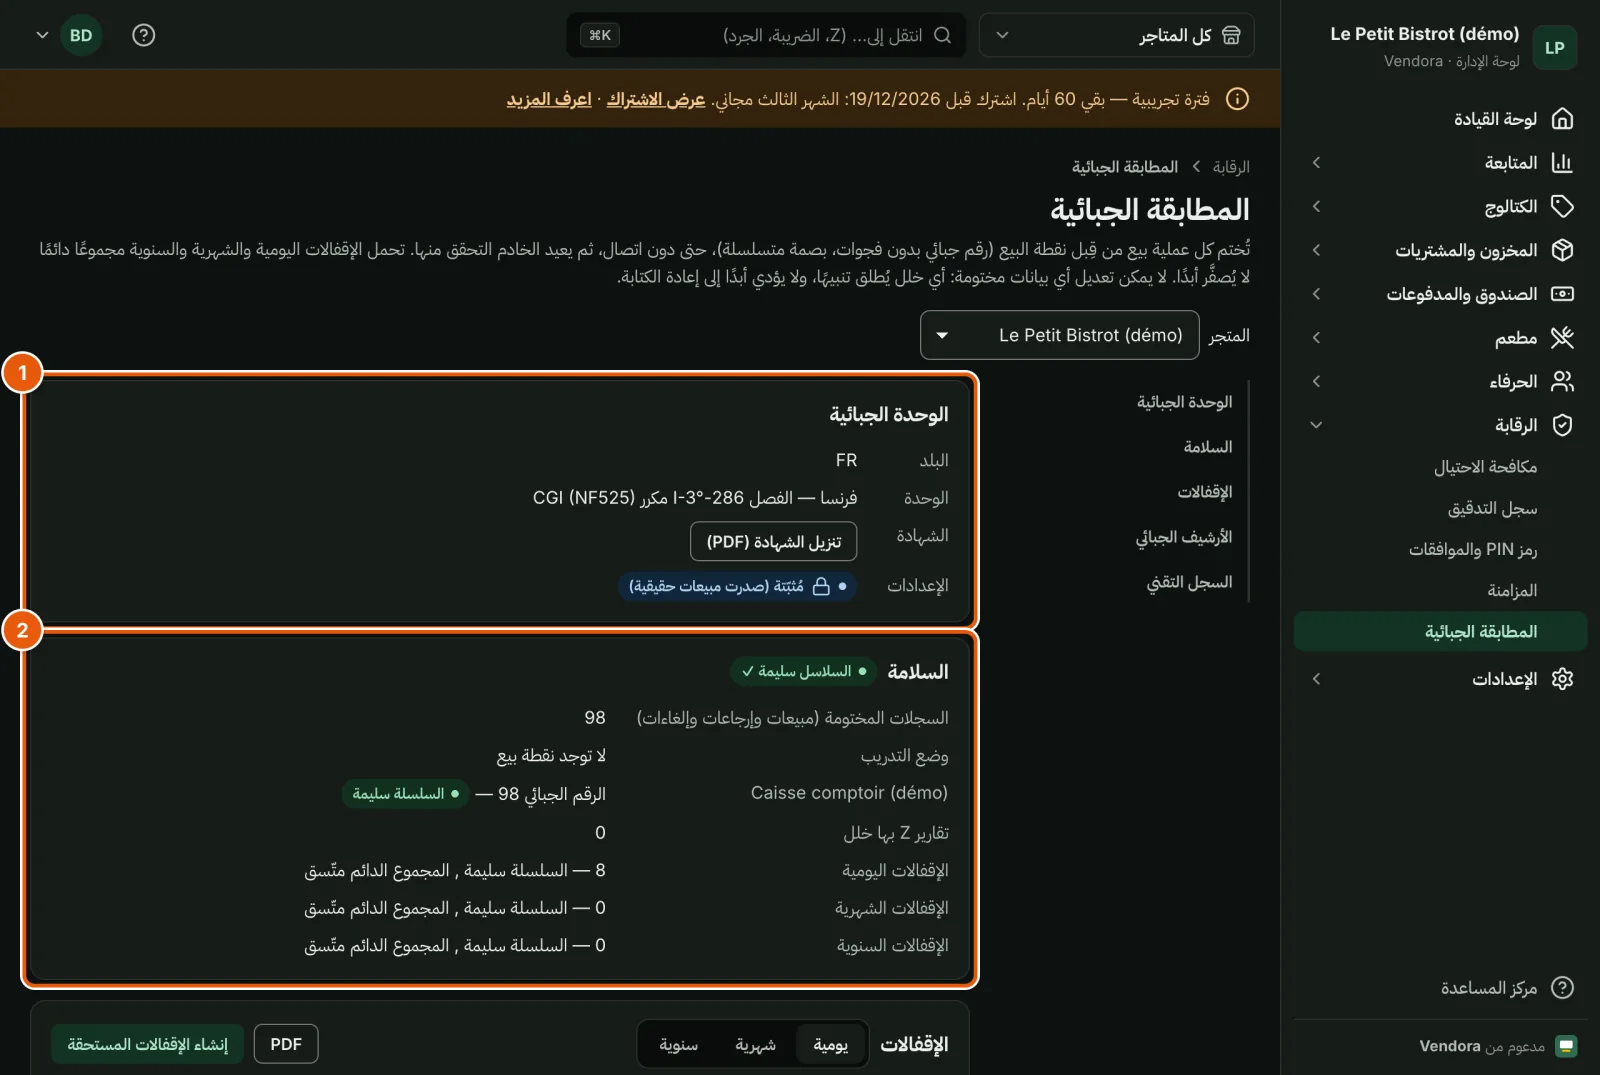 Le Petit Bistrot (démo)
لوحة الإدارة · Vendora
LP
كل المتاجر
انتقل إلى... (Z، الضريبة، الجرد)
⌘K
BD
فترة تجريبية — بقي 60 أيام. اشترك قبل 19/12/2026: الشهر الثالث مجاني. عرض الاشتراك · اعرف المزيد
لوحة القيادة
المتابعة
الكتالوج
المخزون والمشتريات
الصندوق والمدفوعات
مطعم
الحرفاء
الرقابة
مكافحة الاحتيال
سجل التدقيق
رمز PIN والموافقات
المزامنة
المطابقة الجبائية
الإعدادات
مركز المساعدة
مدعوم من Vendora
الرقابة
المطابقة الجبائية
المطابقة الجبائية
تُختم كل عملية بيع من قِبل نقطة البيع (رقم جبائي بدون فجوات، بصمة متسلسلة)، حتى دون اتصال، ثم يعيد الخادم التحقق منها. تحمل الإقفالات اليومية والشهرية والسنوية مجموعًا دائمًا
لا يُصفَّر أبدًا. لا يمكن تعديل أي بيانات مختومة: أي خلل يُطلق تنبيهًا، ولا يؤدي أبدًا إلى إعادة الكتابة.
المتجر
Le Petit Bistrot (démo)
الوحدة الجبائية
السلامة
الإقفالات
الأرشيف الجبائي
السجل التقني
1
الوحدة الجبائية
البلد
FR
الوحدة
فرنسا — الفصل 286-I-3° مكرر CGI (NF525)
الشهادة
تنزيل الشهادة (PDF)
الإعدادات
مُثبّتة (صدرت مبيعات حقيقية)
2
السلامة
السلاسل سليمة ✓
السجلات المختومة (مبيعات وإرجاعات وإلغاءات)
98
وضع التدريب
لا توجد نقطة بيع
Caisse comptoir (démo)
الرقم الجبائي 98 — السلسلة سليمة
تقارير Z بها خلل
0
الإقفالات اليومية
8 — السلسلة سليمة , المجموع الدائم متّسق
الإقفالات الشهرية
0 — السلسلة سليمة , المجموع الدائم متّسق
الإقفالات السنوية
0 — السلسلة سليمة , المجموع الدائم متّسق
الإقفالات
يومية
شهرية
سنوية
PDF
إنشاء الإقفالات المستحقة